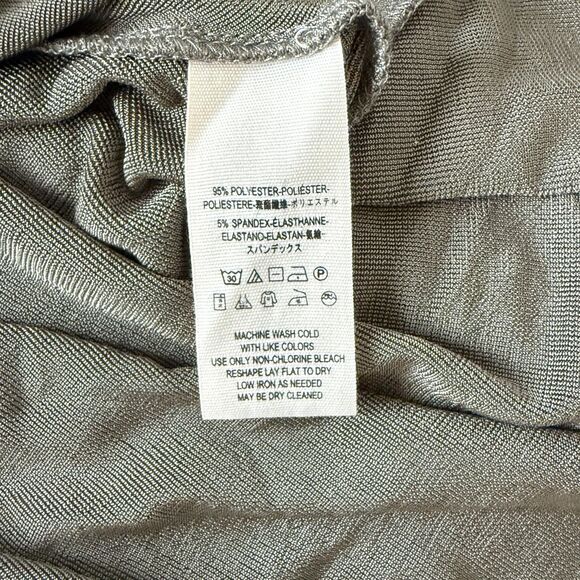 95% POLYESTER-POLIÉSTER-
POLIESTERE-聚酯纖維-ポリエステル
5% SPANDEX-ÉLASTHANNE-
ELASTANO-ELASTAN-氨綸-
スパンデックス
30 P
MACHINE WASH COLD
WITH LIKE COLORS
USE ONLY NON-CHLORINE BLEACH
RESHAPE LAY FLAT TO DRY
LOW IRON AS NEEDED
MAY BE DRY CLEANED